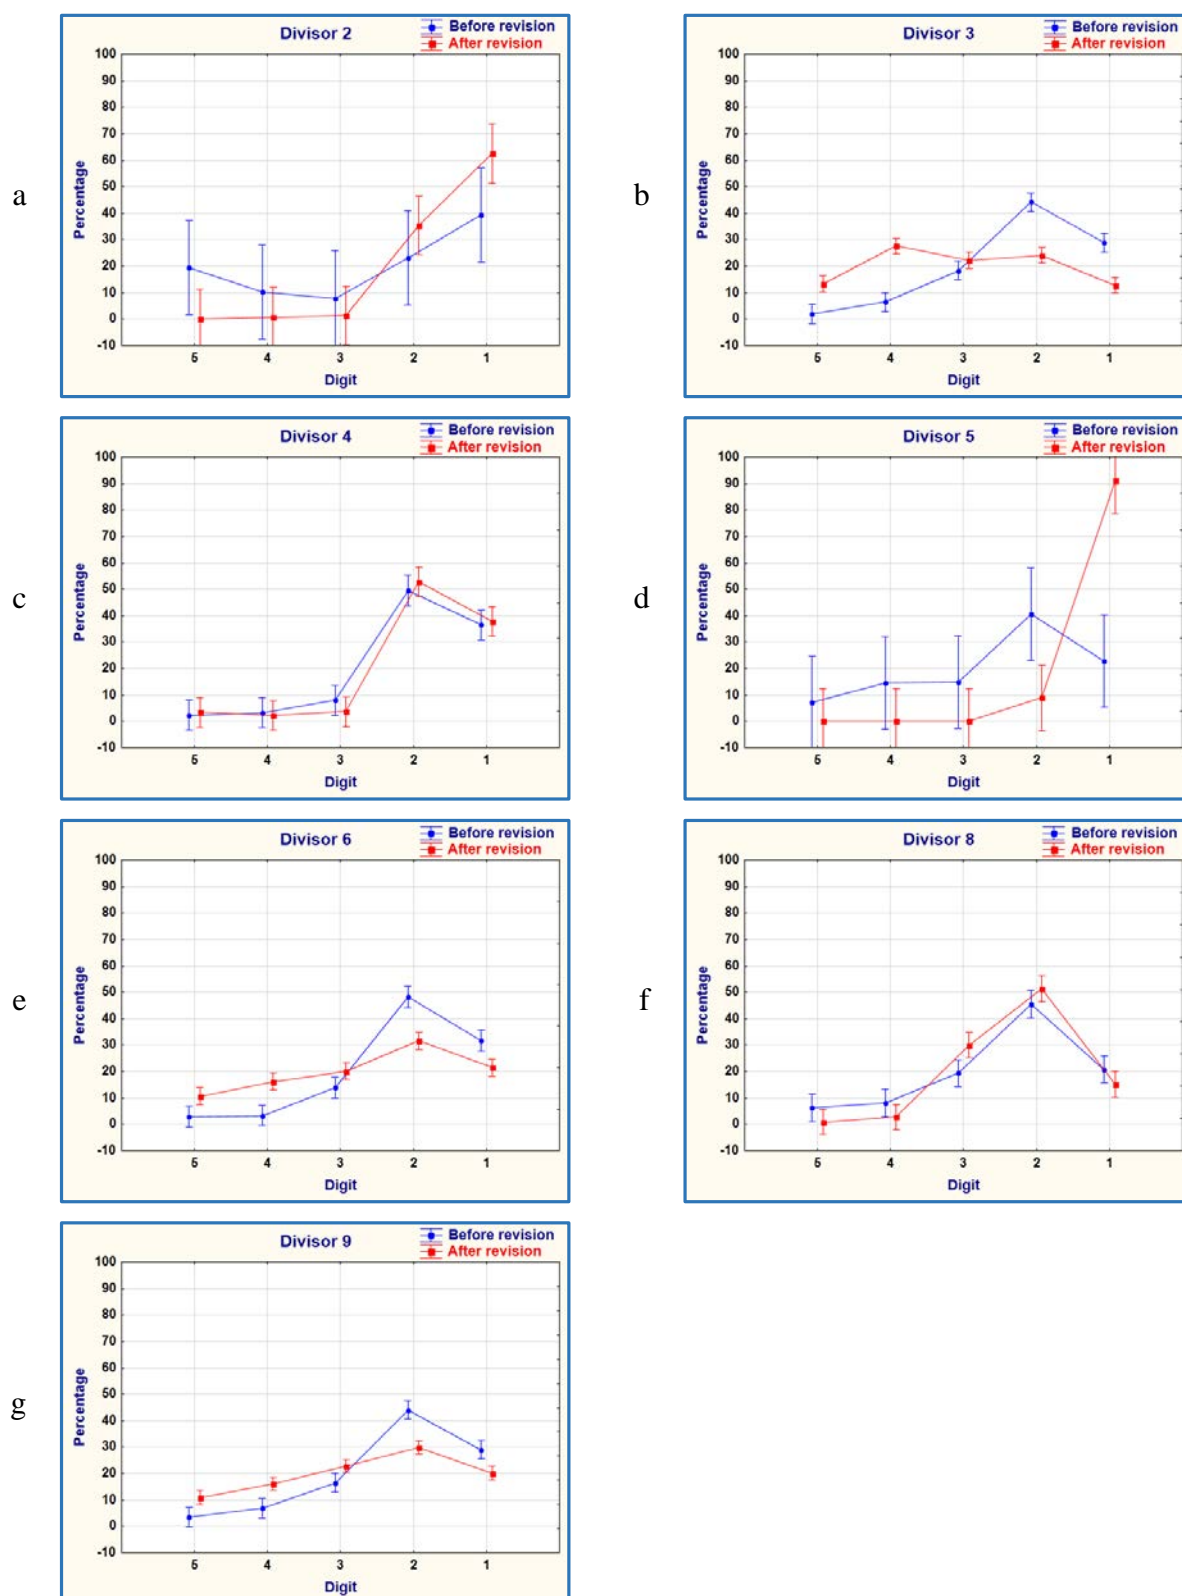 a
Divisor 2
Before revision
After revision
Percentage
100
90
80
70
60
50
40
30
20
10
0
-10
5 4 3 2 1
Digit
b
Divisor 3
Before revision
After revision
Percentage
100
90
80
70
60
50
40
30
20
10
0
-10
5 4 3 2 1
Digit
c
Divisor 4
Before revision
After revision
Percentage
100
90
80
70
60
50
40
30
20
10
0
-10
5 4 3 2 1
Digit
d
Divisor 5
Before revision
After revision
Percentage
100
90
80
70
60
50
40
30
20
10
0
-10
5 4 3 2 1
Digit
e
Divisor 6
Before revision
After revision
Percentage
100
90
80
70
60
50
40
30
20
10
0
-10
5 4 3 2 1
Digit
f
Divisor 8
Before revision
After revision
Percentage
100
90
80
70
60
50
40
30
20
10
0
-10
5 4 3 2 1
Digit
g
Divisor 9
Before revision
After revision
Percentage
100
90
80
70
60
50
40
30
20
10
0
-10
5 4 3 2 1
Digit